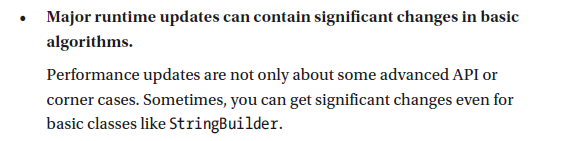 • Major runtime updates can contain significant changes in basic
algorithms.
Performance updates are not only about some advanced API or
corner cases. Sometimes, you can get significant changes even for
basic classes like StringBuilder.